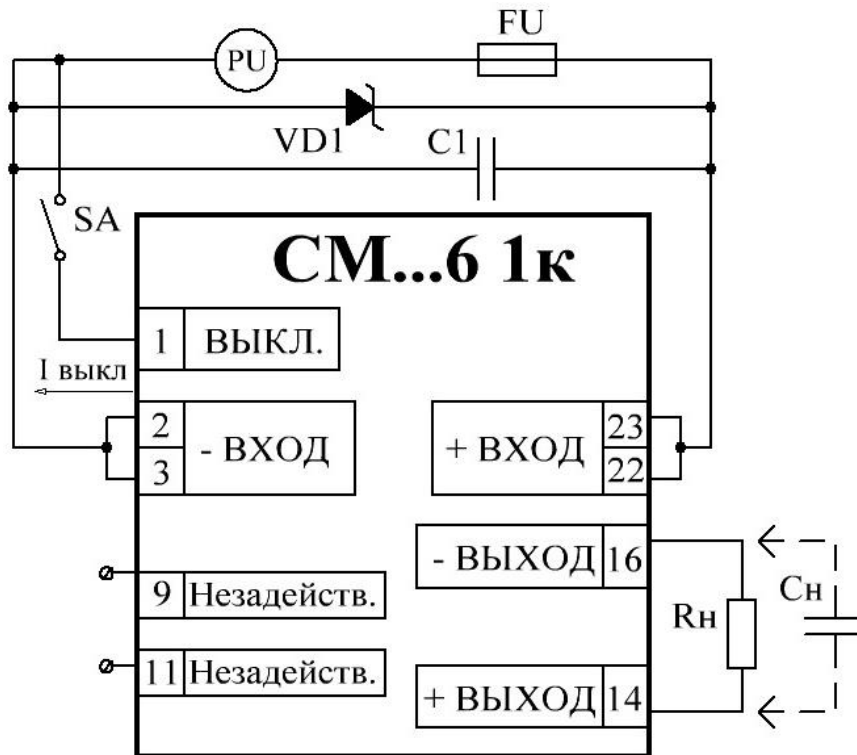 FU
PU
VD1
C1
SA
СМ...6 1к
1 ВЫКЛ.
I выкл
2
3
- ВХОД
+ ВХОД
23
22
- ВЫХОД 16
9 Незадейств.
Rн
Cн
11 Незадейств.
+ ВЫХОД 14